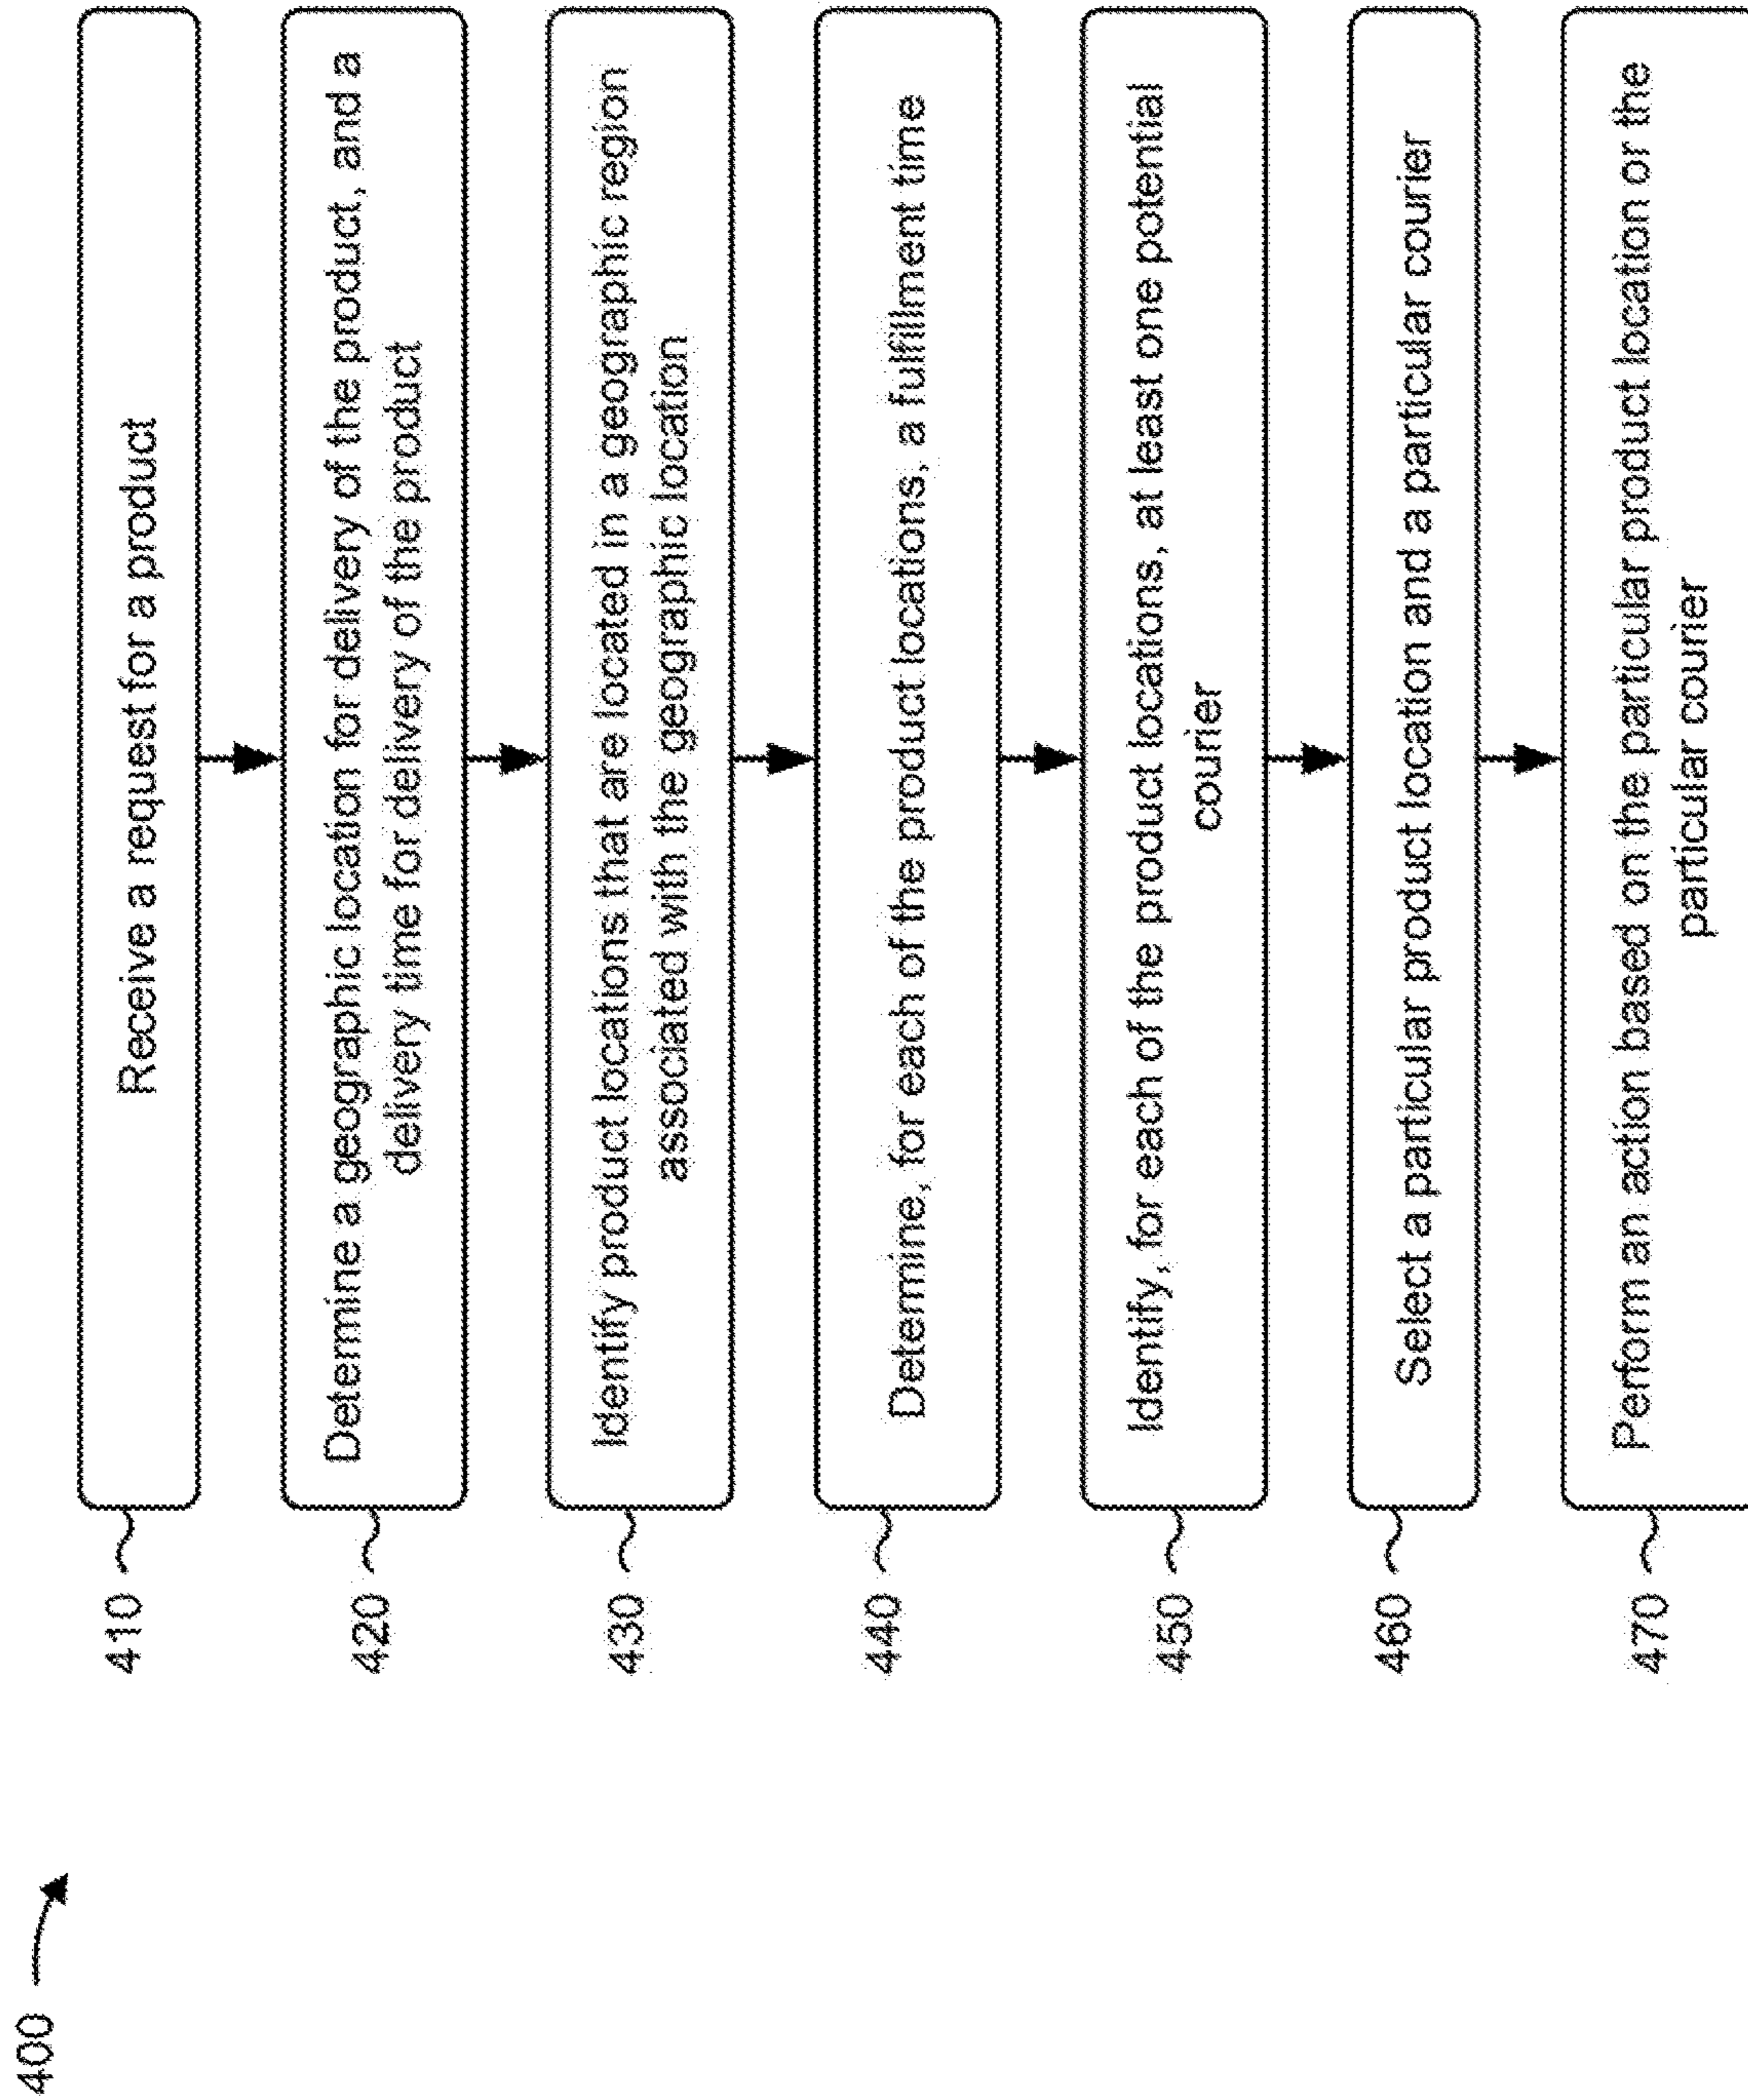 400
410
Receive a request for a product
420
Determine a geographic location for delivery of the product, and a
delivery time for delivery of the product
430
Identify product locations that are located in a geographic region
associated with the geographic location
440
Determine, for each of the product locations, a fulfillment time
450
Identify, for each of the product locations, at least one potential
courier
460
Select a particular product location and a particular courier
470
Perform an action based on the particular product location or the
particular courier